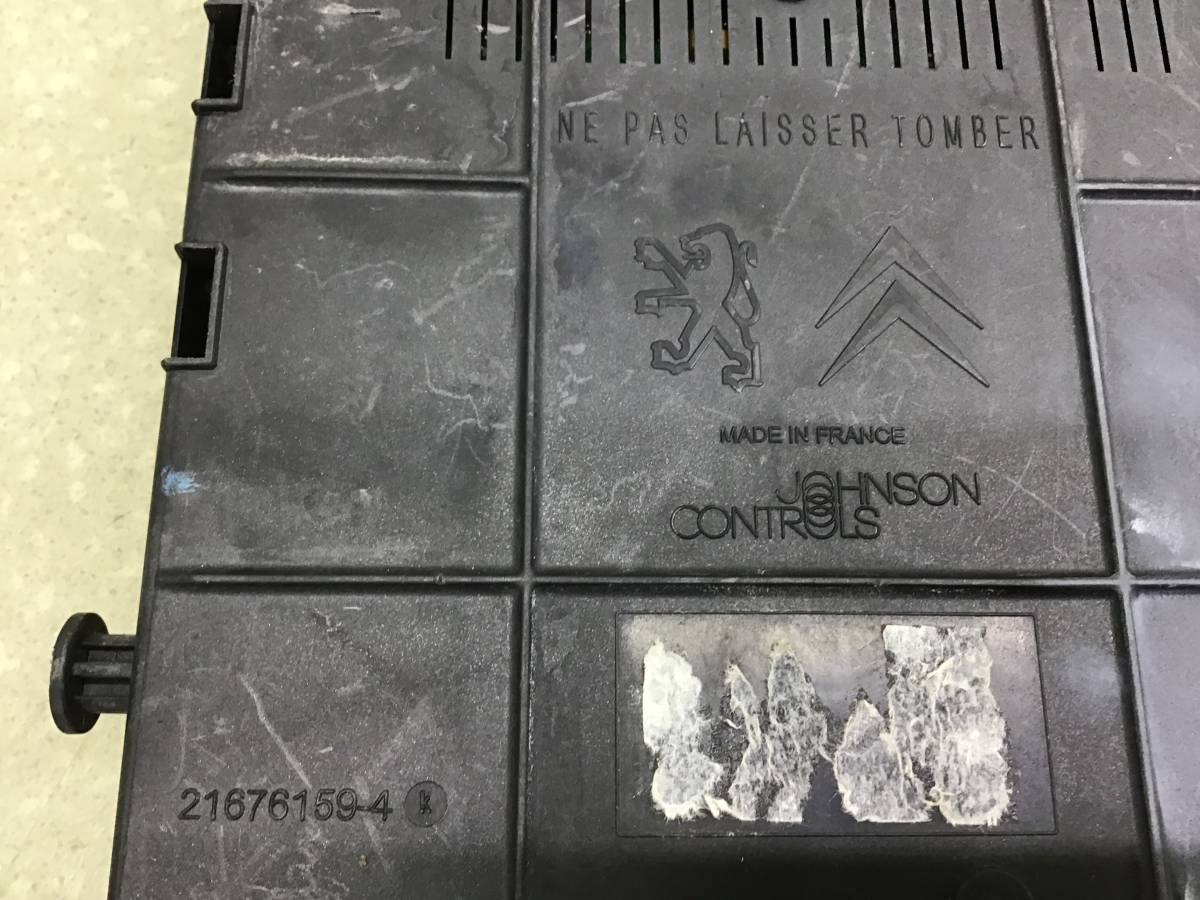 NE PAS LAISSER TOMBER
MADE IN FRANCE
JOHNSON
CONTROLS
21676159-4 k